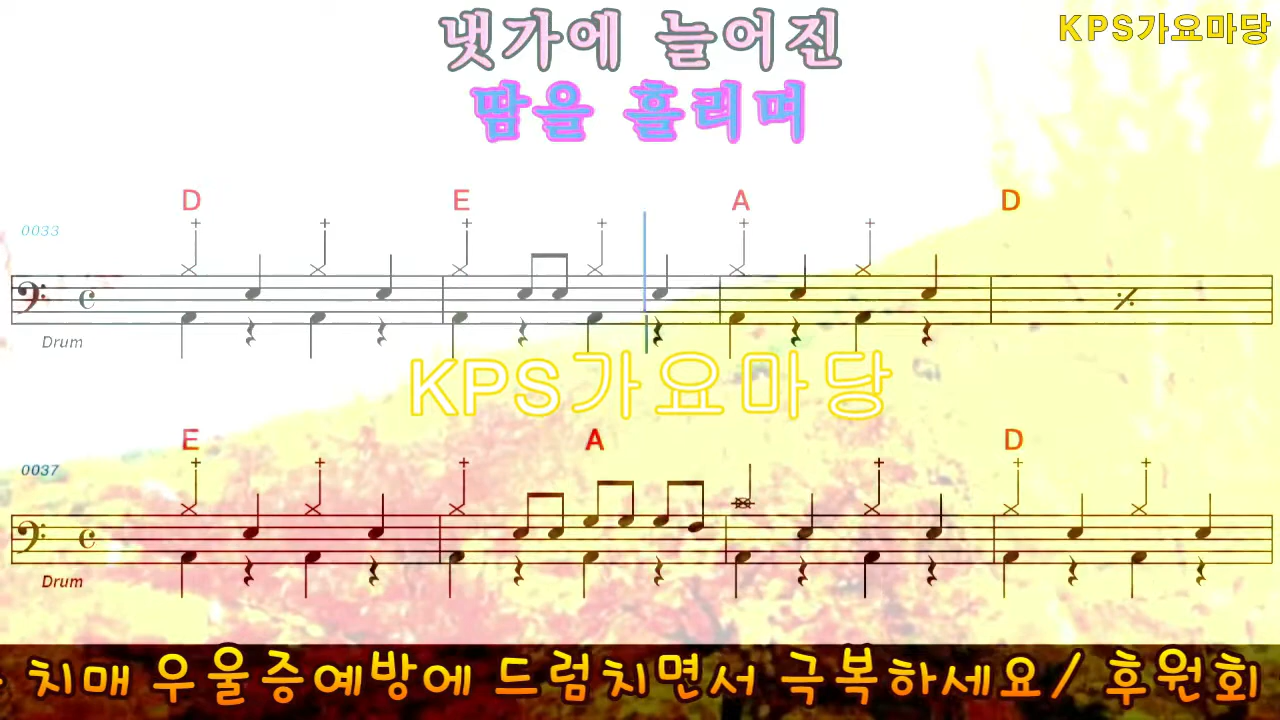 냇가에 늘어진
KPS가요마당
땀을 흘리며
D E A D
0033
Drum
KPS가요마당
E A D
0037
Drum
치매 우울증예방에 드럼치면서 극복하세요/ 후원회